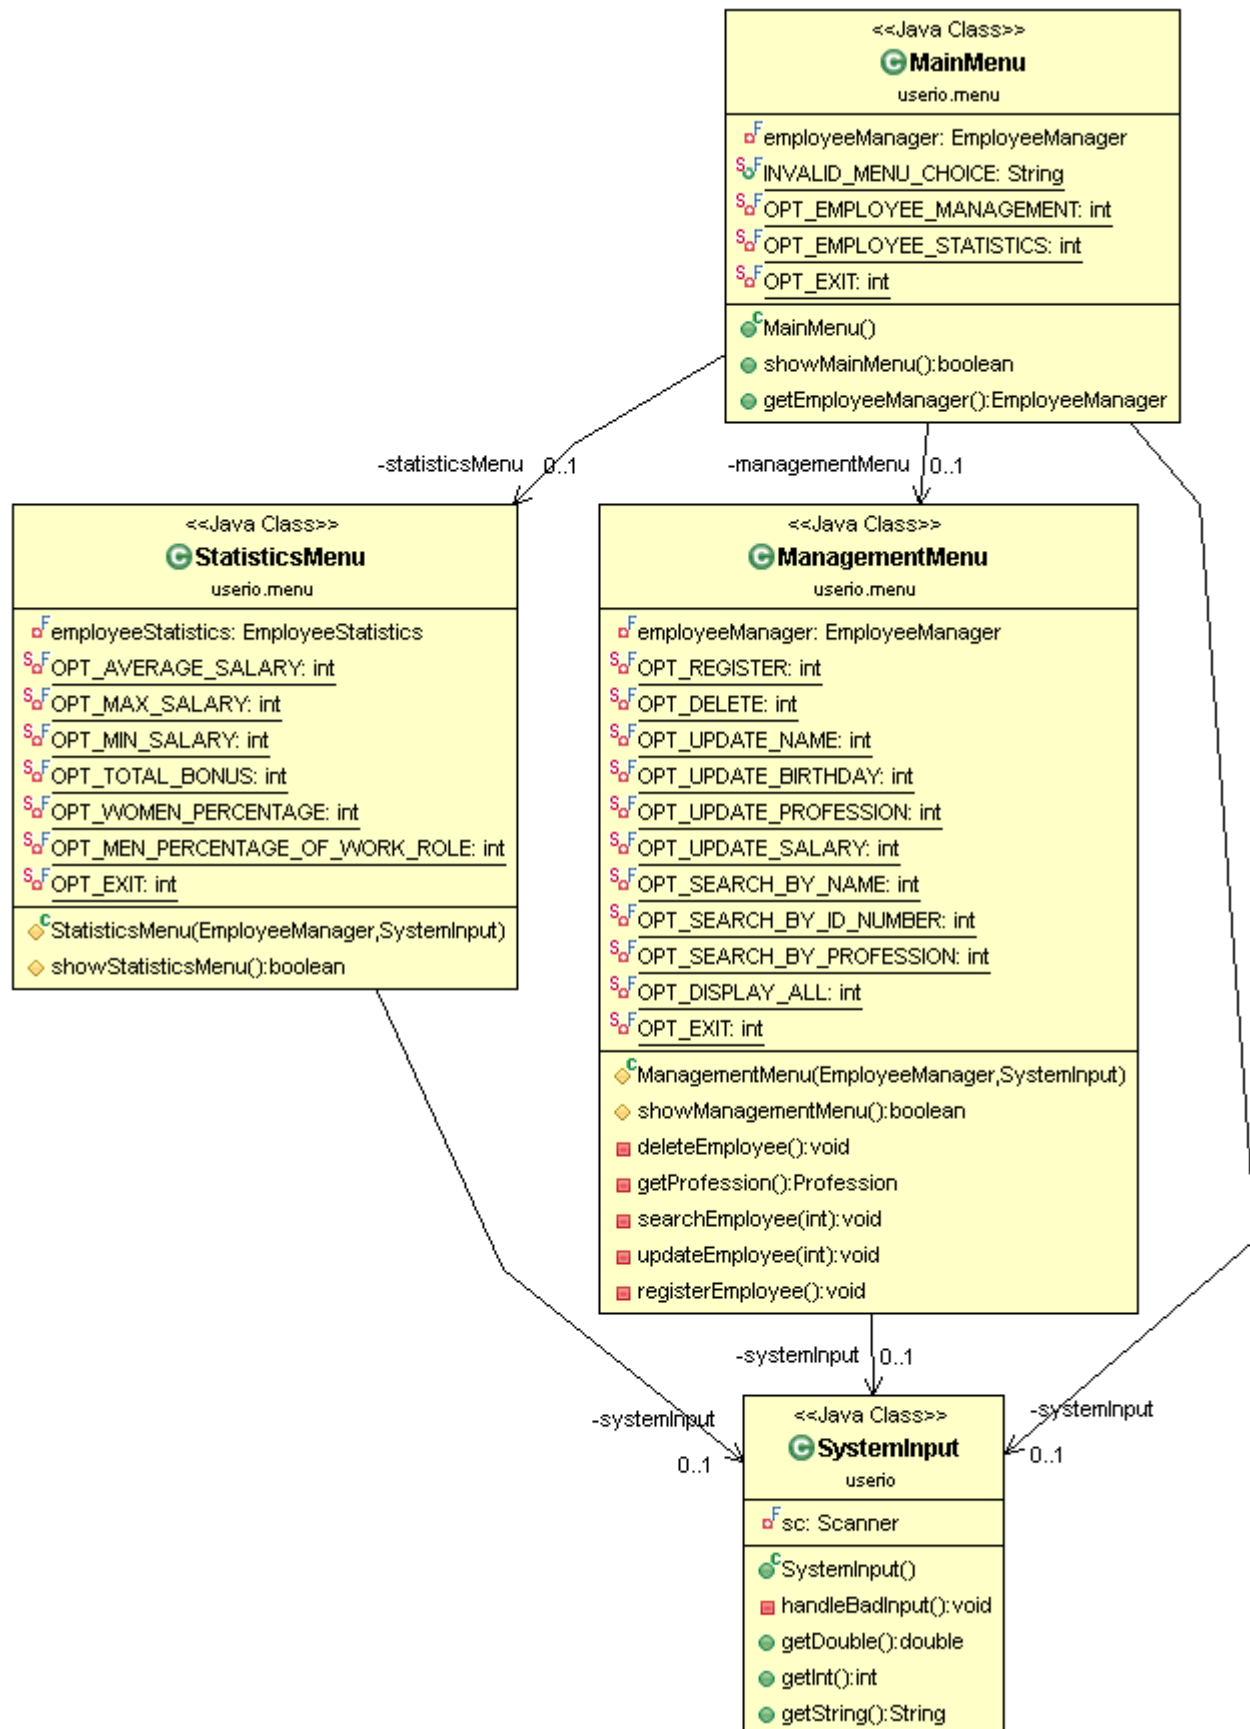 <<Java Class>>
MainMenu
userio.menu
employeeManager: EmployeeManager
INVALID_MENU_CHOICE: String
OPT_EMPLOYEE_MANAGEMENT: int
OPT_EMPLOYEE_STATISTICS: int
OPT_EXIT: int
MainMenu()
showMainMenu():boolean
getEmployeeManager():EmployeeManager
-statisticsMenu 0..1
-managementMenu 0..1
<<Java Class>>
StatisticsMenu
userio.menu
employeeStatistics: EmployeeStatistics
OPT_AVERAGE_SALARY: int
OPT_MAX_SALARY: int
OPT_MIN_SALARY: int
OPT_TOTAL_BONUS: int
OPT_WOMEN_PERCENTAGE: int
OPT_MEN_PERCENTAGE_OF_WORK_ROLE: int
OPT_EXIT: int
StatisticsMenu(EmployeeManager,SystemInput)
showStatisticsMenu():boolean
<<Java Class>>
ManagementMenu
userio.menu
employeeManager: EmployeeManager
OPT_REGISTER: int
OPT_DELETE: int
OPT_UPDATE_NAME: int
OPT_UPDATE_BIRTHDAY: int
OPT_UPDATE_PROFESSION: int
OPT_UPDATE_SALARY: int
OPT_SEARCH_BY_NAME: int
OPT_SEARCH_BY_ID_NUMBER: int
OPT_SEARCH_BY_PROFESSION: int
OPT_DISPLAY_ALL: int
OPT_EXIT: int
ManagementMenu(EmployeeManager,SystemInput)
showManagementMenu():boolean
deleteEmployee():void
getProfession():Profession
searchEmployee(int):void
updateEmployee(int):void
registerEmployee():void
-systemInput 0..1
-systemInput
0..1
-systemInput
0..1
<<Java Class>>
SystemInput
userio
sc: Scanner
SystemInput()
handleBadInput():void
getDouble():double
getInt():int
getString():String